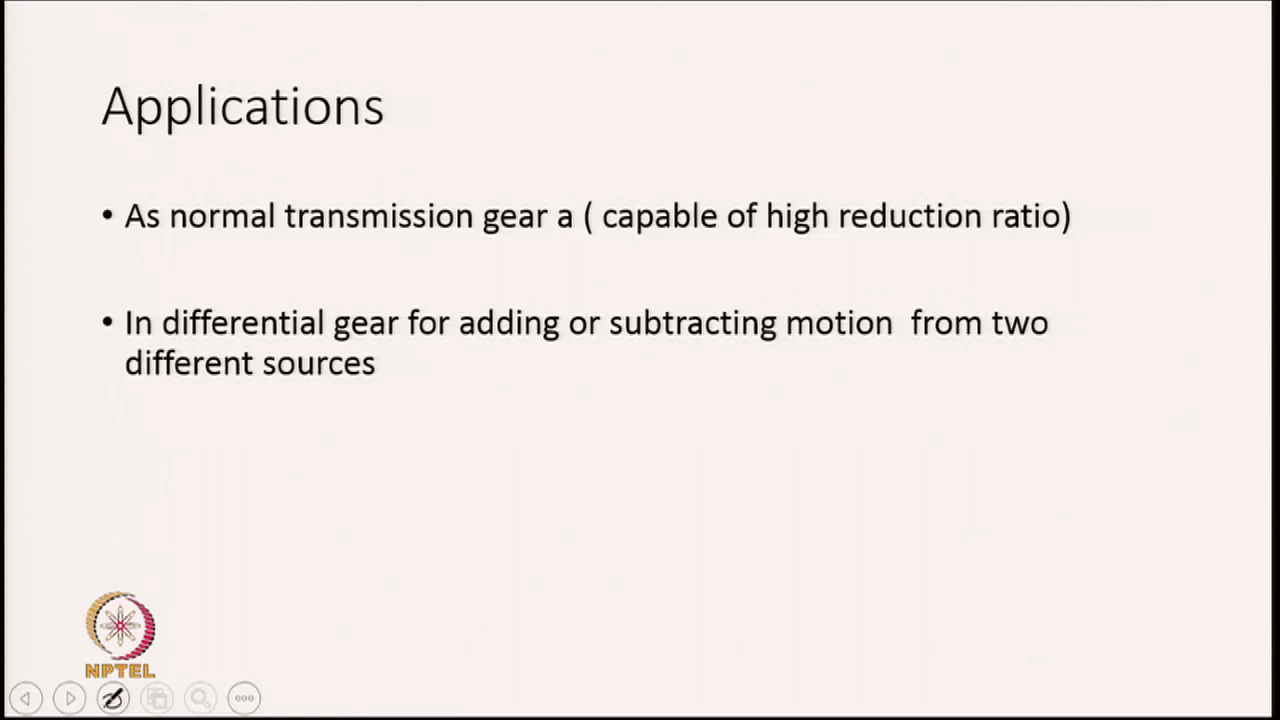 Applications
• As normal transmission gear a ( capable of high reduction ratio)
• In differential gear for adding or subtracting motion  from two
different sources
NPTEL